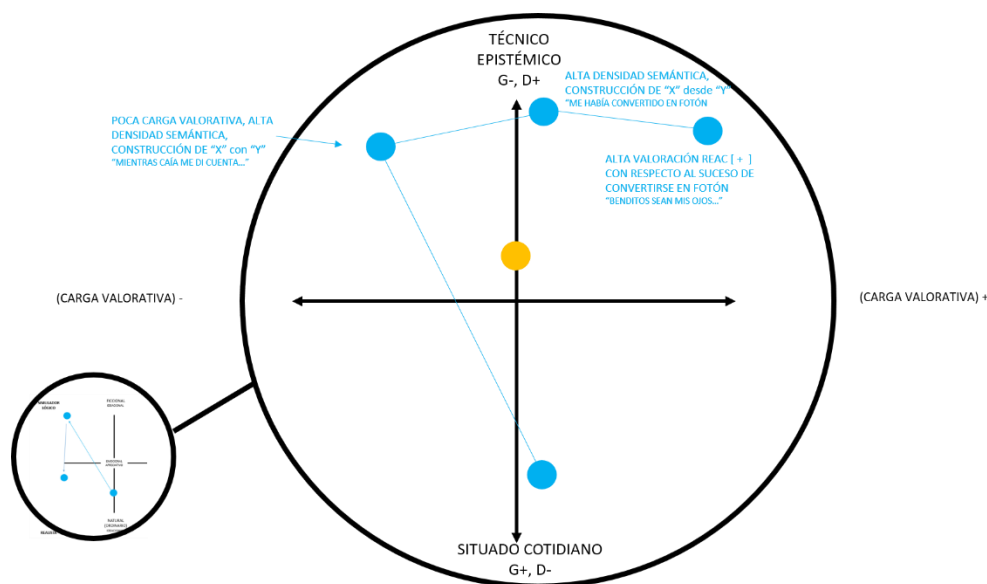 TÉCNICO
EPISTÉMICO
G-, D+
ALTA DENSIDAD SEMÁNTICA,
CONSTRUCCIÓN DE “X” desde “Y”
“ME HABÍA CONVERTIDO EN FOTÓN
POCA CARGA VALORATIVA, ALTA
DENSIDAD SEMÁNTICA,
CONSTRUCCIÓN DE “X” con “Y”
“MIENTRAS CAÍA ME DI CUENTA…”
ALTA VALORACIÓN REAC [ + ]
CON RESPECTO AL SUCESO DE
CONVERTIRSE EN FOTÓN
“BENDITOS SEAN MIS OJOS…”
(CARGA VALORATIVA) -
(CARGA VALORATIVA) +
FICCIONAL
NATURAL
SITUADO COTIDIANO
G+, D-